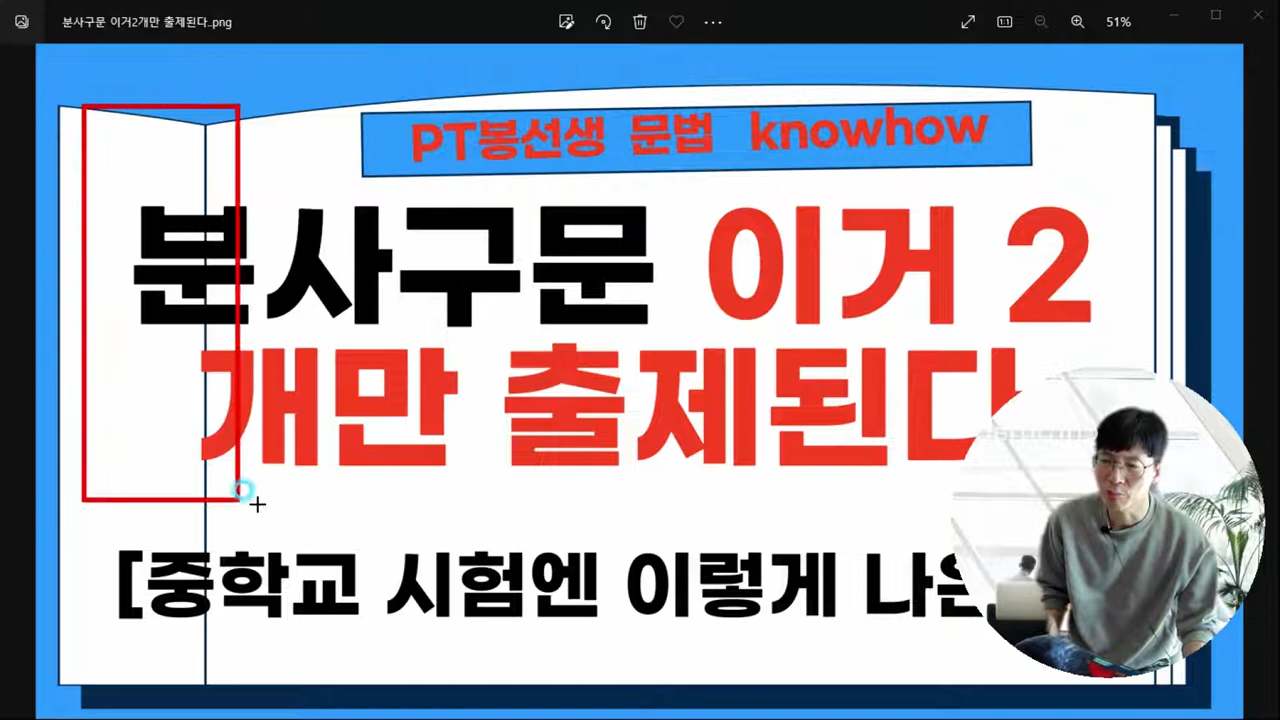 분사구문 이거2개만 출제된다..png
1:1
51%
PT봉선생 문법 knowhow
분사구문 이거 2
개만 출제된다
[중학교 시험엔 이렇게